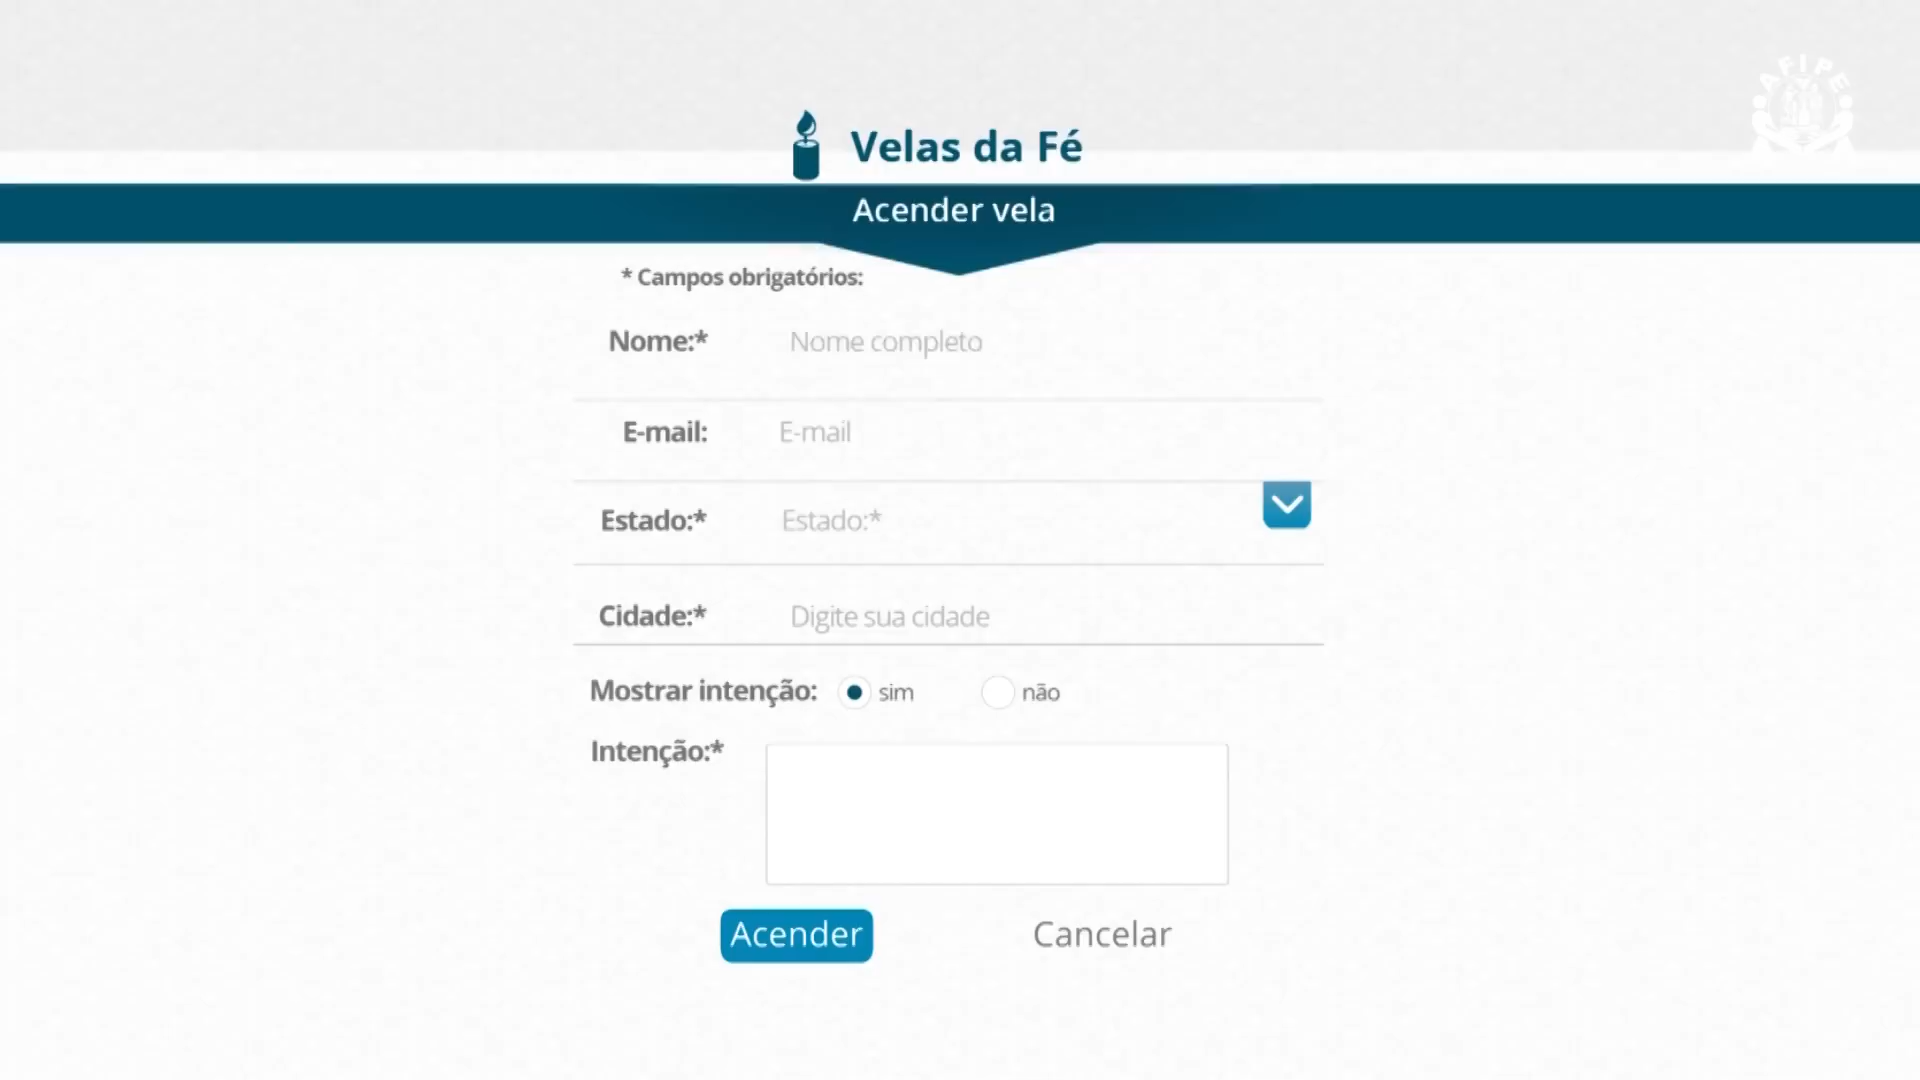 AFIPE
Velas da Fé
Acender vela
* Campos obrigatórios:
Nome:* Nome completo
E-mail: E-mail
Estado:* Estado:*
Cidade:* Digite sua cidade
Mostrar intenção: sim não
Intenção:*
Acender Cancelar